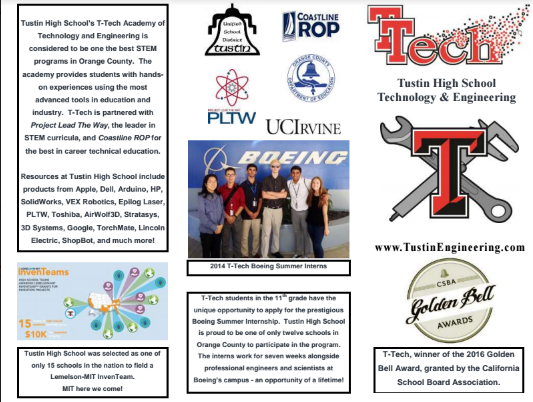 Tustin High School's T-Tech Academy of
Technology and Engineering is
considered to be one the best STEM
programs in Orange County. The
academy provides students with hands-
on experiences using the most
advanced tools in education and
industry. T-Tech is partnered with
Project Lead The Way, the leader in
STEM curricula, and Coastline ROP for
the best in career technical education.
Resources at Tustin High School include
products from Apple, Dell, Arduino, HP,
SolidWorks, VEX Robotics, Epilog Laser,
PLTW, Toshiba, AirWolf3D, Stratasys,
3D Systems, Google, TorchMate, Lincoln
Electric, ShopBot, and much more!
InvenTeams
15
$10K
Tustin High School was selected as one of
only 15 schools in the nation to field a
Lemelson-MIT InvenTeam.
MIT here we come!
Unified
School
District
tustin
COASTLINE
ROP
ORANGE COUNTY
DEPARTMENT OF EDUCATION
PLTW
UCIRVINE
BOEING
2014 T-Tech Boeing Summer Interns
T-Tech students in the 11th grade have the
unique opportunity to apply for the prestigious
Boeing Summer Internship. Tustin High School
is proud to be one of only twelve schools in
Orange County to participate in the program.
The interns work for seven weeks alongside
professional engineers and scientists at
Boeing's campus - an opportunity of a lifetime!
T-Tech
Tustin High School
Technology & Engineering
T
www.TustinEngineering.com
CSBA
Golden Bell
AWARDS
T-Tech, winner of the 2016 Golden
Bell Award, granted by the California
School Board Association.